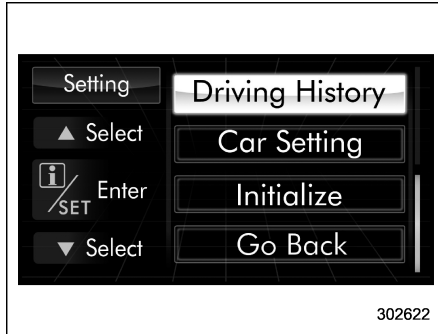 Setting
▲ Select
i/SET Enter
▼ Select
Driving History
Car Setting
Initialize
Go Back
302622